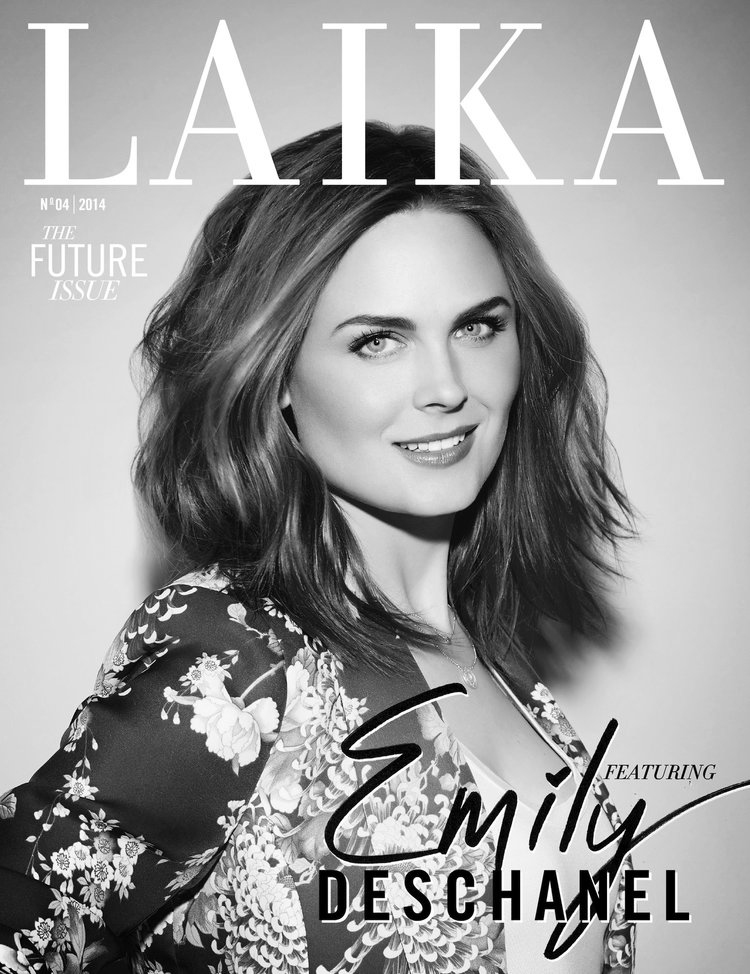 LAIKA
Nº04 | 2014
THE
FUTURE
ISSUE
FEATURING
Emily
DESCHANEL